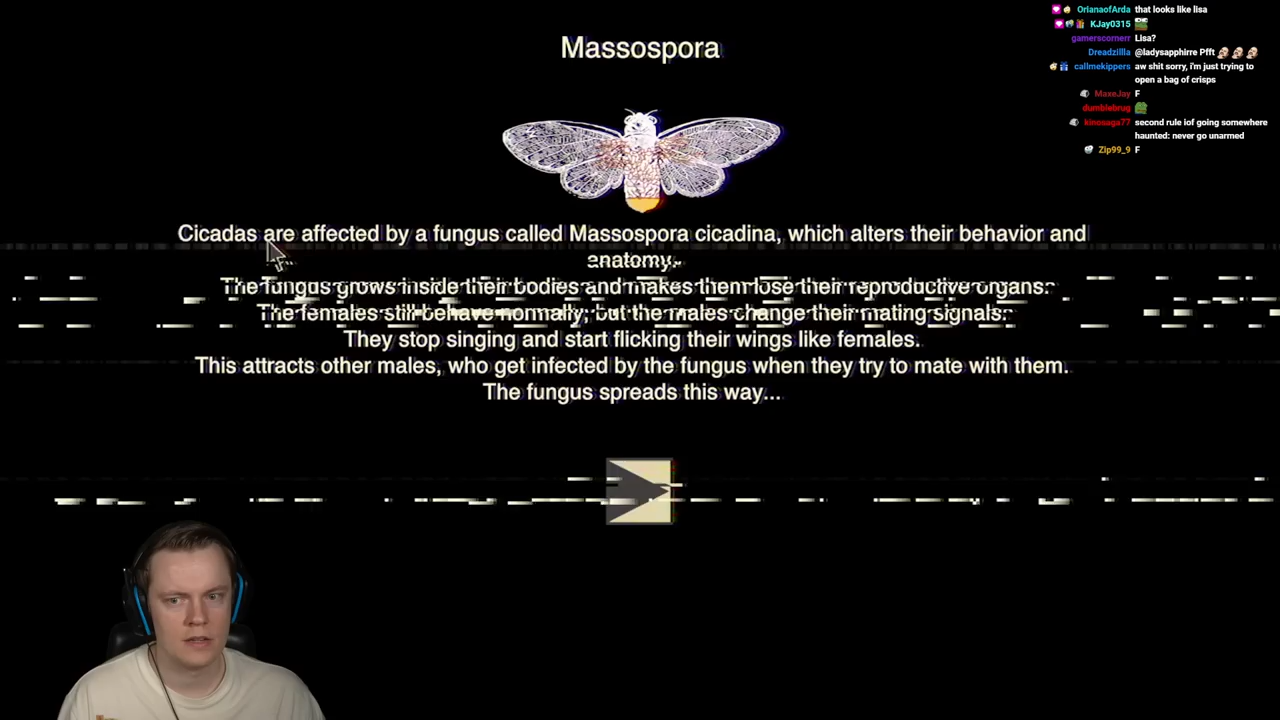 Massospora
Cicadas are affected by a fungus called Massospora cicadina, which alters their behavior and
anatomy..
The fungus grows inside their bodies and makes them lose their reproductive organs.
The females still behave normally, but the males change their mating signals.
They stop singing and start flicking their wings like females.
This attracts other males, who get infected by the fungus when they try to mate with them.
The fungus spreads this way...
OrianaofArda that looks like lisa
KJay0315
gamerscornerr Lisa?
Dreadzillla @ladysapphirre Pfft
callmekippers aw shit sorry, i'm just trying to
open a bag of crisps
MaxeJay F
dumblebrug
kinosaga77 second rule iof going somewhere
haunted: never go unarmed
Zip99_9 F